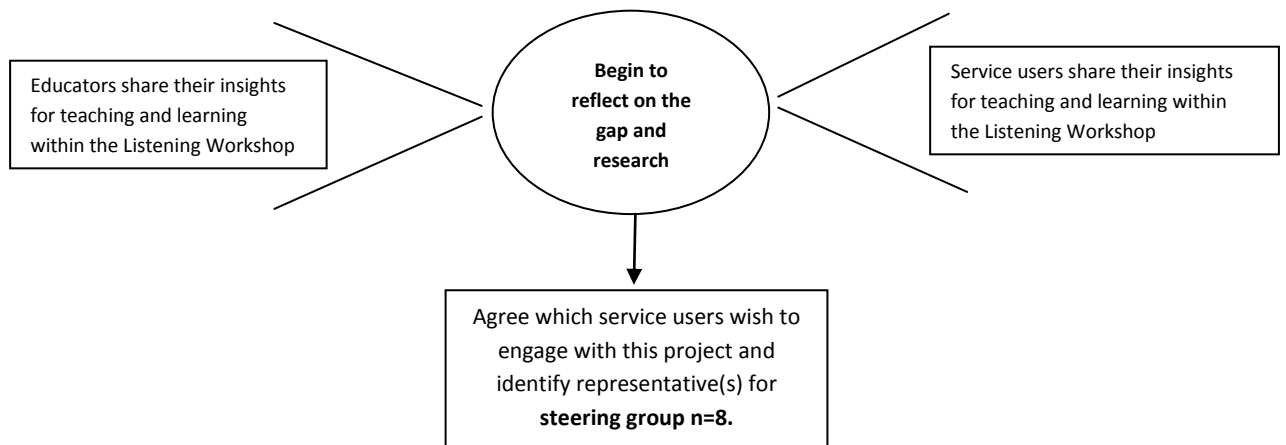 Educators share their insights
for teaching and learning
within the Listening Workshop
Begin to
reflect on the
gap and
research
Service users share their insights
for teaching and learning within
the Listening Workshop
Agree which service users wish to
engage with this project and
identify representative(s) for
steering group n=8.